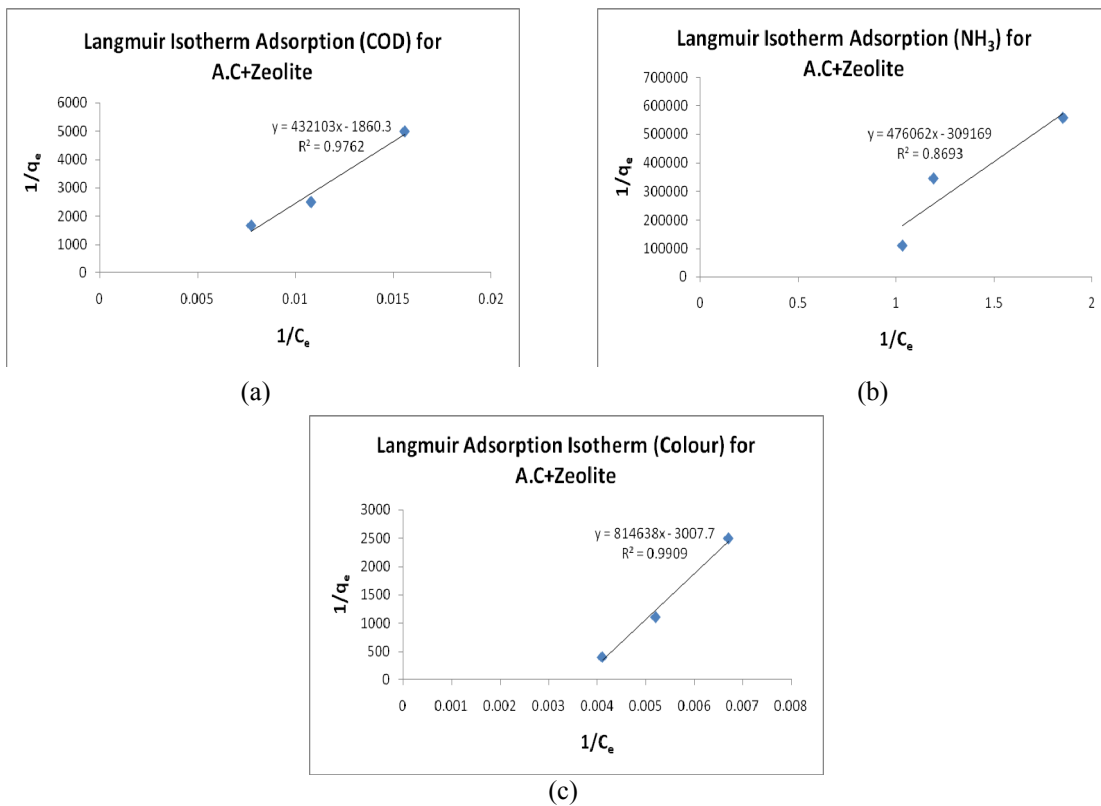 Langmuir Isotherm Adsorption (COD) for
A.C+Zeolite
6000
5000
4000
3000
2000
1000
0
1/qₑ
y = 432103x - 1860.3
R² = 0.9762
0 0.005 0.01 0.015 0.02
1/Cₑ
(a)
Langmuir Isotherm Adsorption (NH₃) for
A.C+Zeolite
700000
600000
500000
400000
300000
200000
100000
0
1/qₑ
y = 476062x - 309169
R² = 0.8693
0 0.5 1 1.5 2
1/Cₑ
(b)
Langmuir Adsorption Isotherm (Colour) for
A.C+Zeolite
3000
2500
2000
1500
1000
500
0
1/qₑ
y = 814638x - 3007.7
R² = 0.9909
0 0.001 0.002 0.003 0.004 0.005 0.006 0.007 0.008
1/Cₑ
(c)